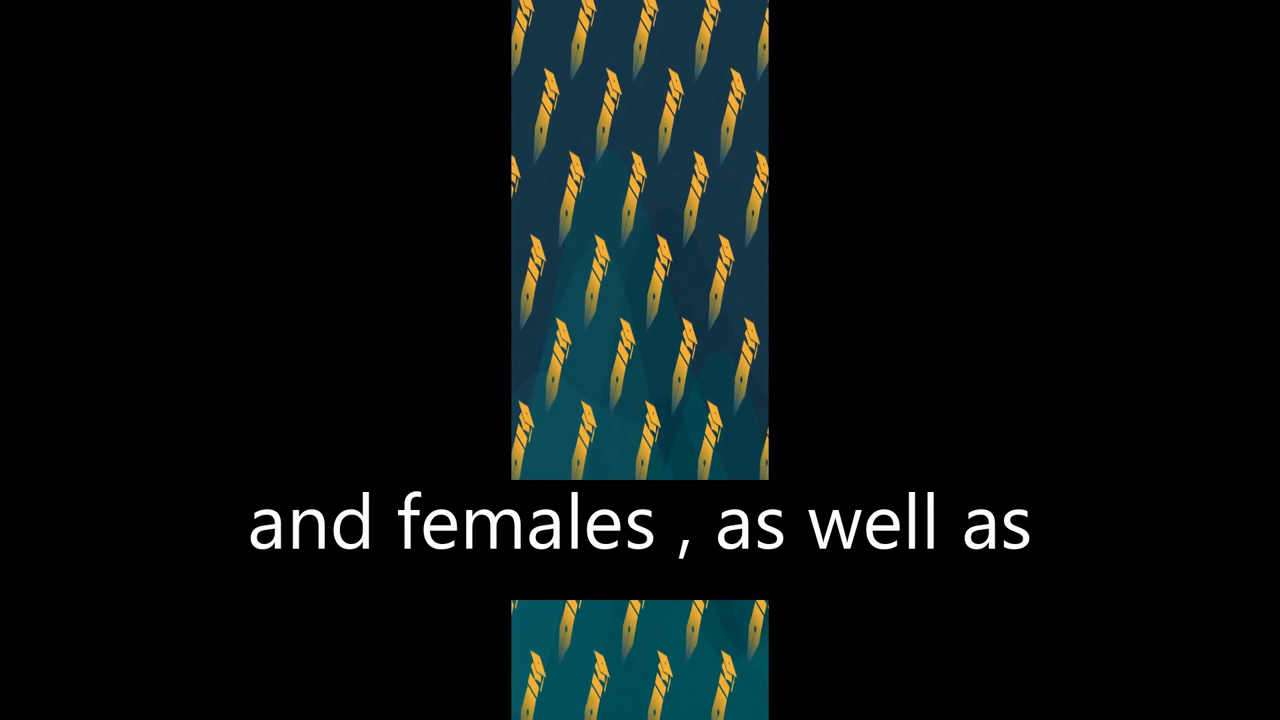 and females , as well as